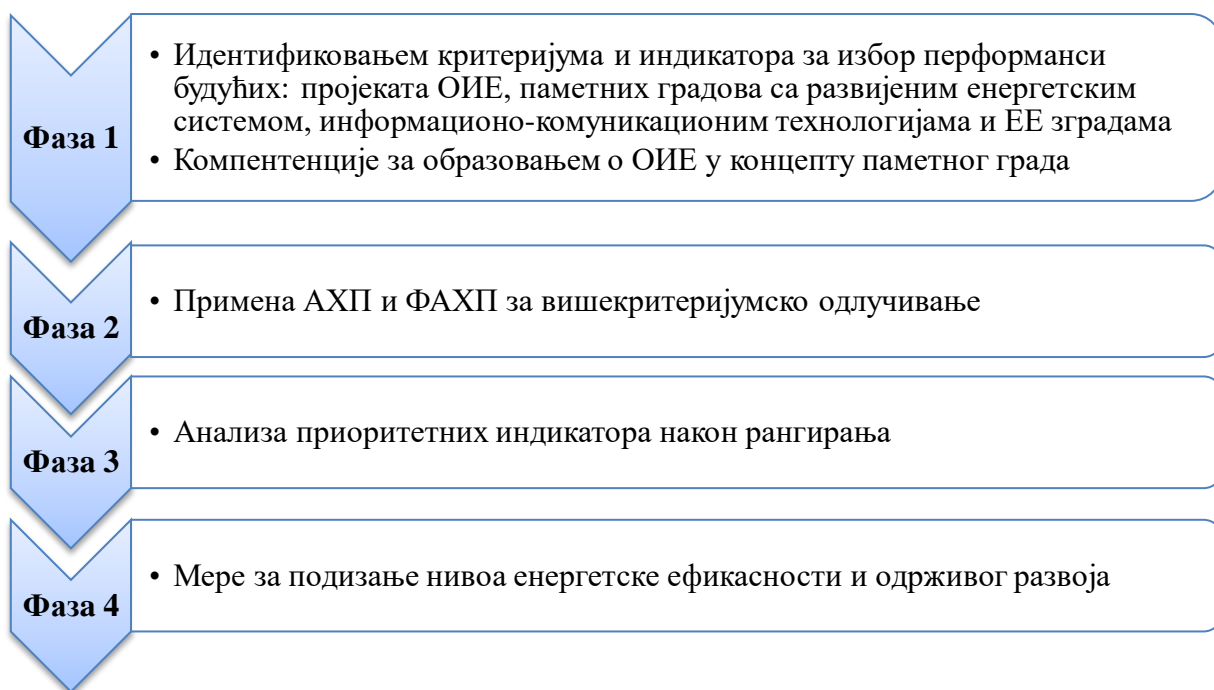 Фаза 1
• Идентификовањем критеријума и индикатора за избор перформанси
будућих: пројеката ОИЕ, паметних градова са развијеним енергетским
системом, информационо-комуникационим технологијама и ЕЕ зградама
• Компентенције за образовањем о ОИЕ у концепту паметног града
Фаза 2
• Примена АХП и ФАХП за вишекритеријумско одлучивање
Фаза 3
• Анализа приоритетних индикатора након рангирања
Фаза 4
• Мере за подизање нивоа енергетске ефикасности и одрживог развоја